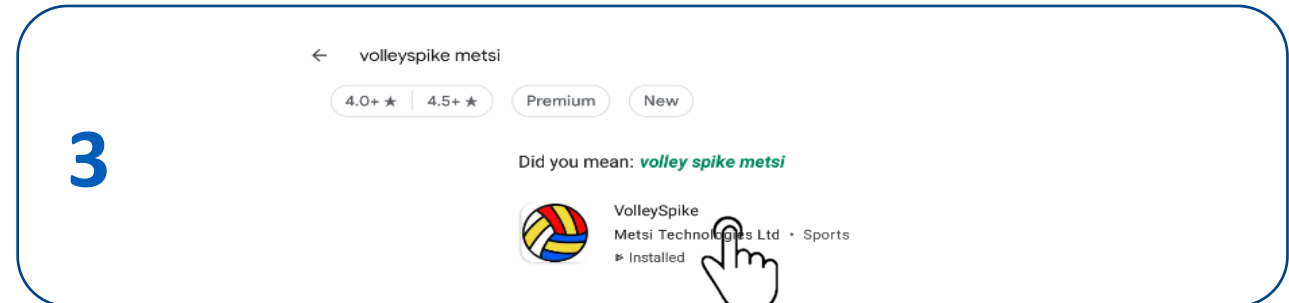 ← volleyspike metsi
4.0+ ★ | 4.5+ ★ Premium New
3
Did you mean: volley spike metsi
VolleySpike
Metsi Technologies Ltd • Sports
Installed